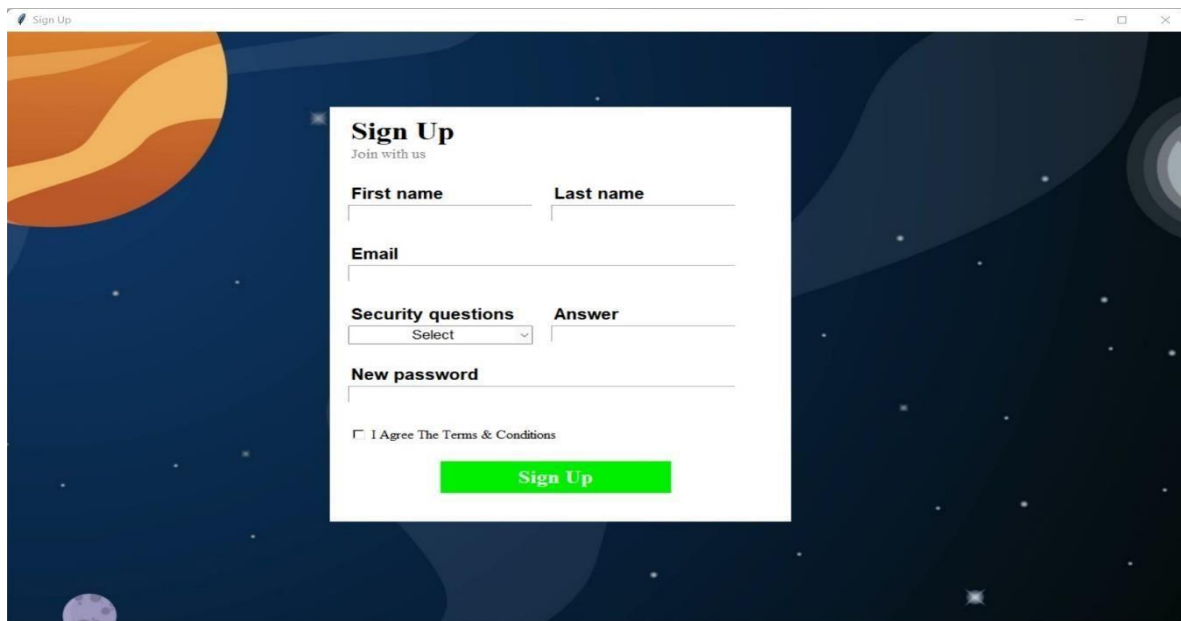 Sign Up
Sign Up
Join with us
First name Last name
Email
Security questions Answer
Select
New password
I Agree The Terms & Conditions
Sign Up